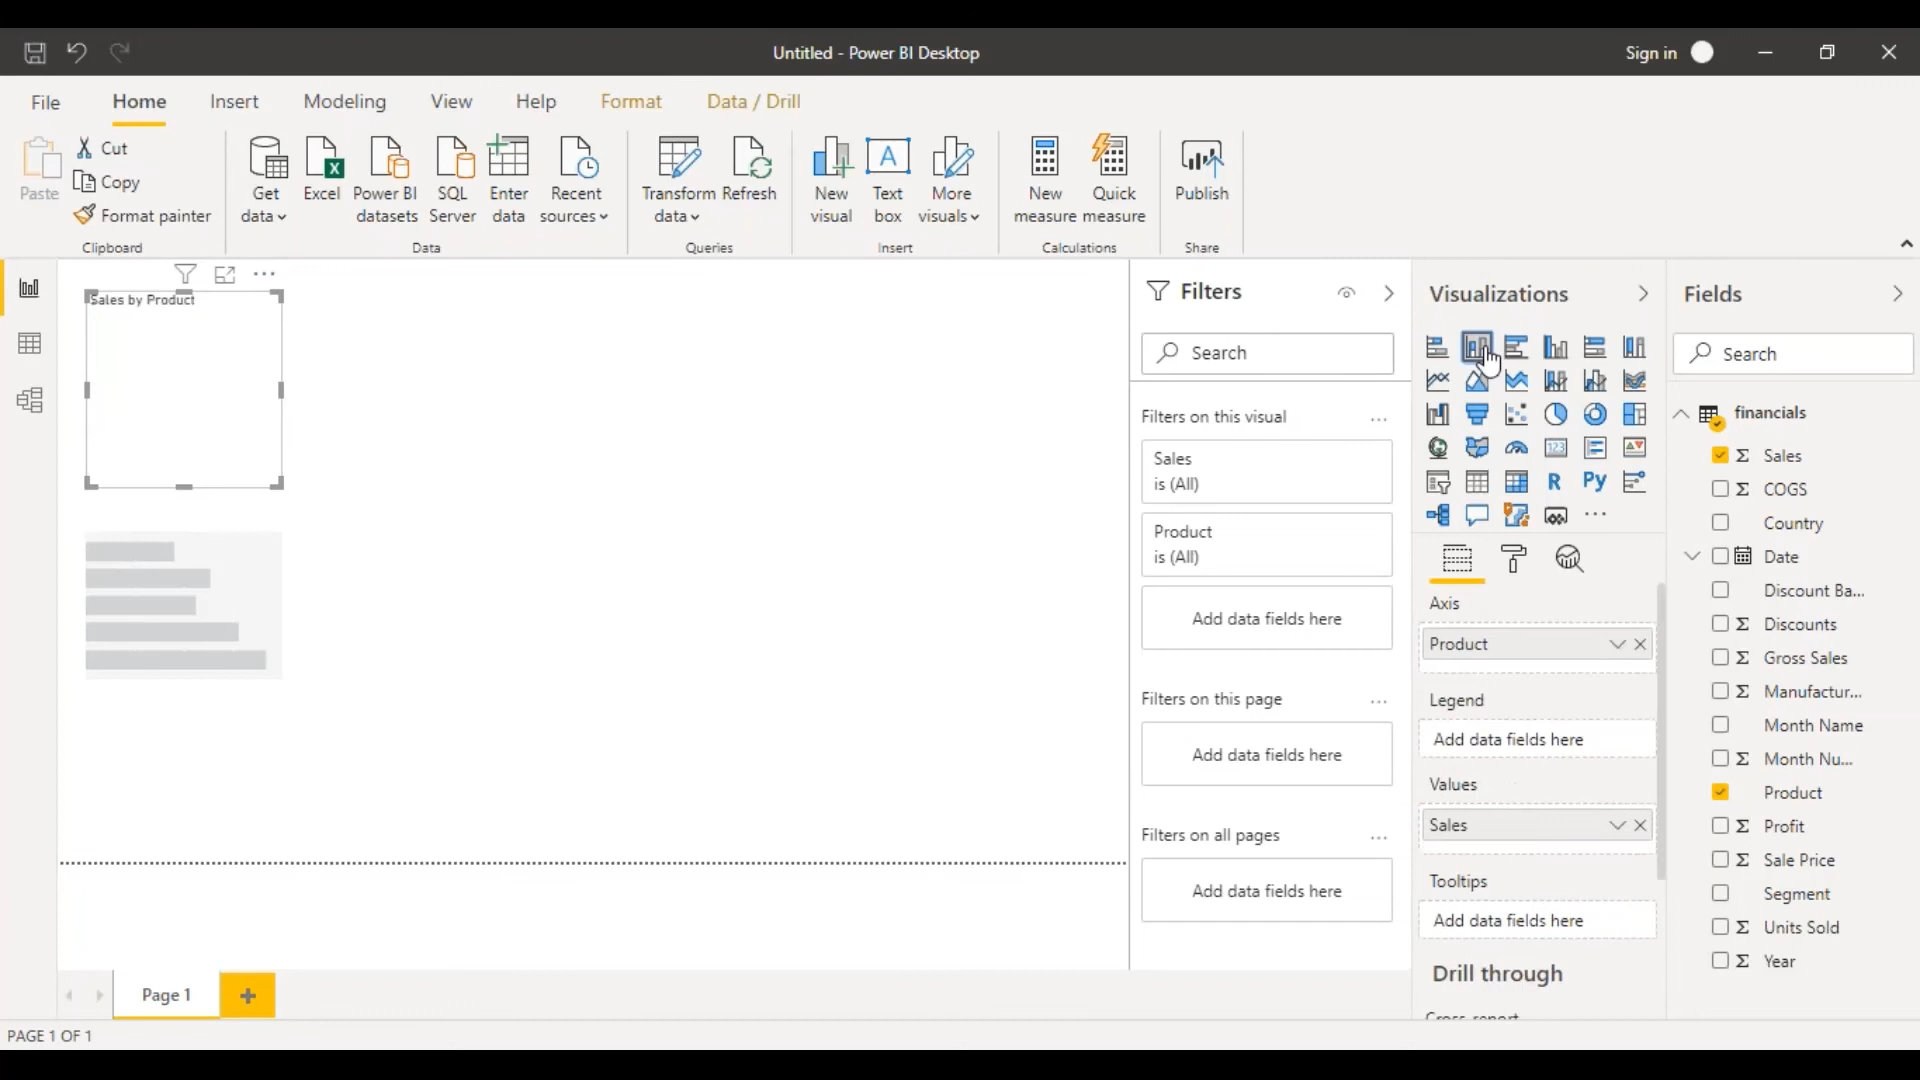 Untitled - Power BI Desktop
Sign in
File
Home
Insert
Modeling
View
Help
Format
Data / Drill
Paste
Cut
Copy
Format painter
Clipboard
Get
data
Excel
Power BI
datasets
SQL
Server
Enter
data
Recent
sources
Data
Transform
data
Refresh
Queries
New
visual
A
Text
box
More
visuals
Insert
New
measure
Quick
measure
Calculations
Publish
Share
Sales by Product
Filters
Search
Filters on this visual
...
Sales
is (All)
Product
is (All)
Add data fields here
Filters on this page
...
Add data fields here
Filters on all pages
...
Add data fields here
Visualizations
123
R
Py
...
Axis
Product
Legend
Add data fields here
Values
Sales
Tooltips
Add data fields here
Drill through
Cross-report
Fields
Search
financials
Σ Sales
Σ COGS
Country
Date
Discount Ba...
Σ Discounts
Σ Gross Sales
Σ Manufactur...
Month Name
Σ Month Nu...
Product
Σ Profit
Σ Sale Price
Segment
Σ Units Sold
Σ Year
Page 1
PAGE 1 OF 1